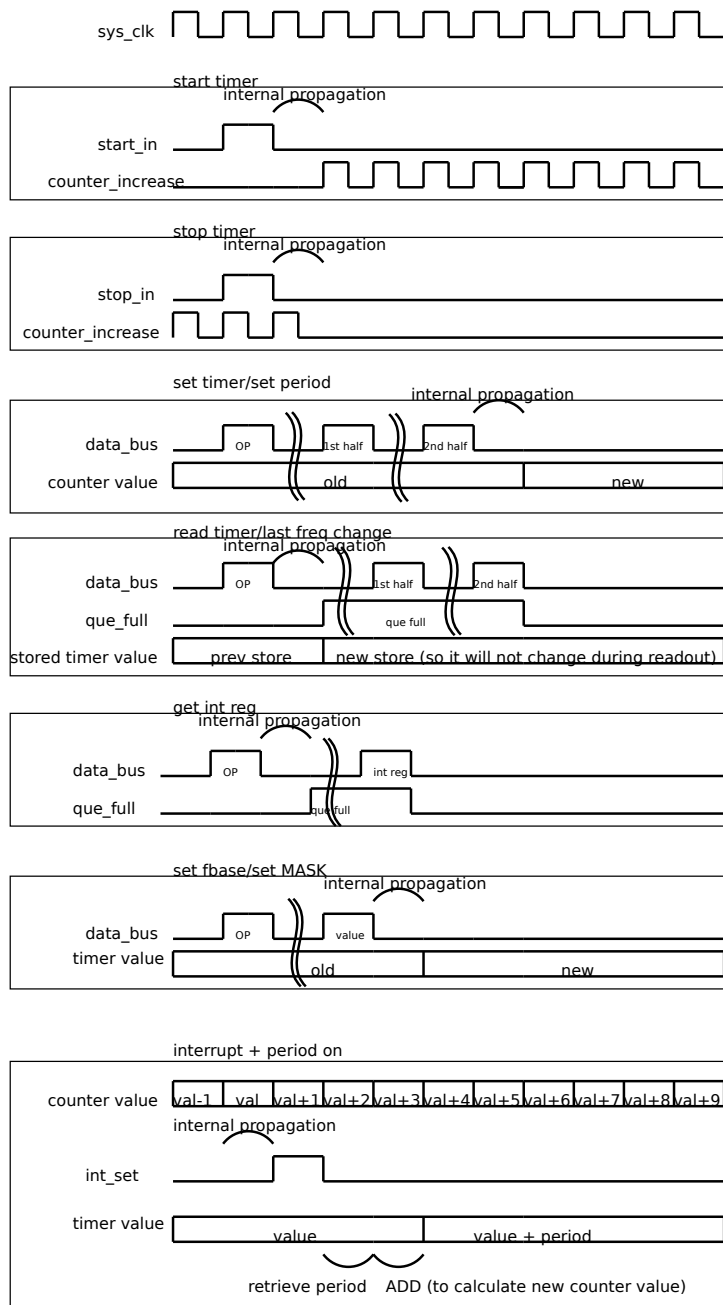 sys_clk
start timer
internal propagation
start_in
counter_increase
stop timer
internal propagation
stop_in
counter_increase
set timer/set period
internal propagation
data_bus OP 1st half 2nd half
counter value old new
read timer/last freq change
internal propagation
data_bus OP 1st half 2nd half
que_full que full
stored timer value prev store new store (so it will not change during readout)
get int reg
internal propagation
data_bus OP int reg
que_full que full
set fbase/set MASK
internal propagation
data_bus OP value
timer value old new
interrupt + period on
counter value val-1 val val+1 val+2 val+3 val+4 val+5 val+6 val+7 val+8 val+9
internal propagation
int_set
timer value value value + period
retrieve period ADD (to calculate new counter value)